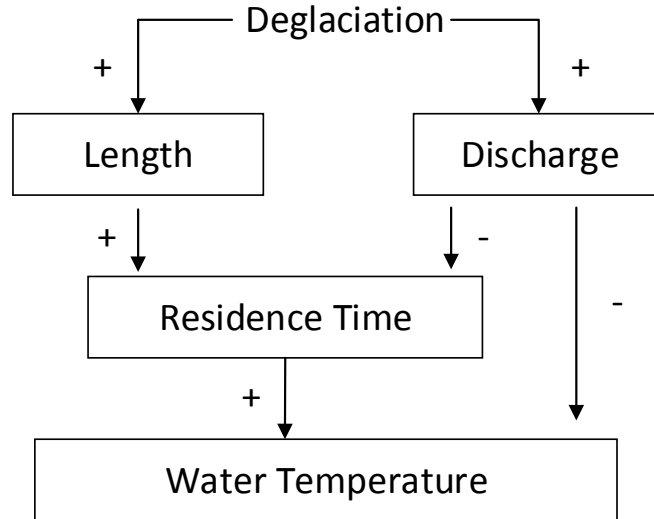 Deglaciation
+ +
Length Discharge
+ -
Residence Time
-
+
Water Temperature